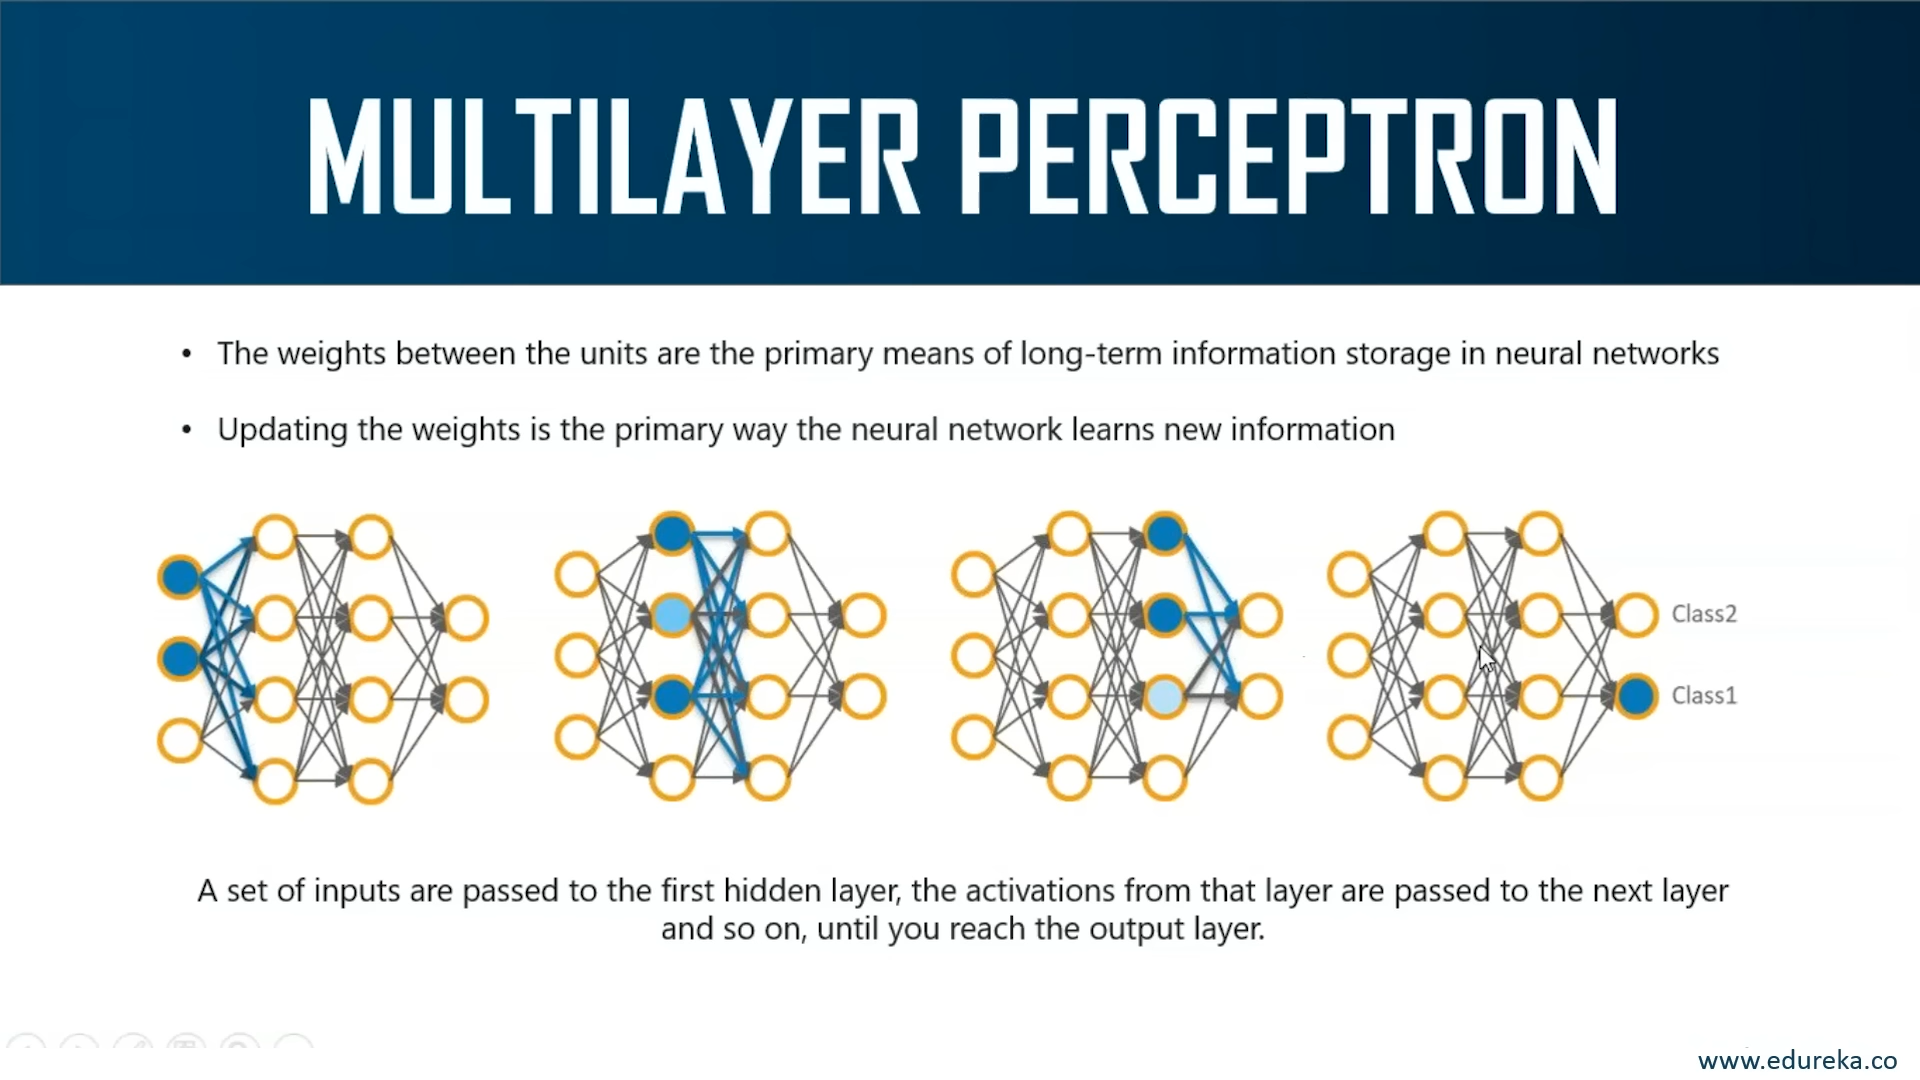 MULTILAYER PERCEPTRON
• The weights between the units are the primary means of long-term information storage in neural networks
• Updating the weights is the primary way the neural network learns new information
Class2
Class1
A set of inputs are passed to the first hidden layer, the activations from that layer are passed to the next layer
and so on, until you reach the output layer.
www.edureka.co